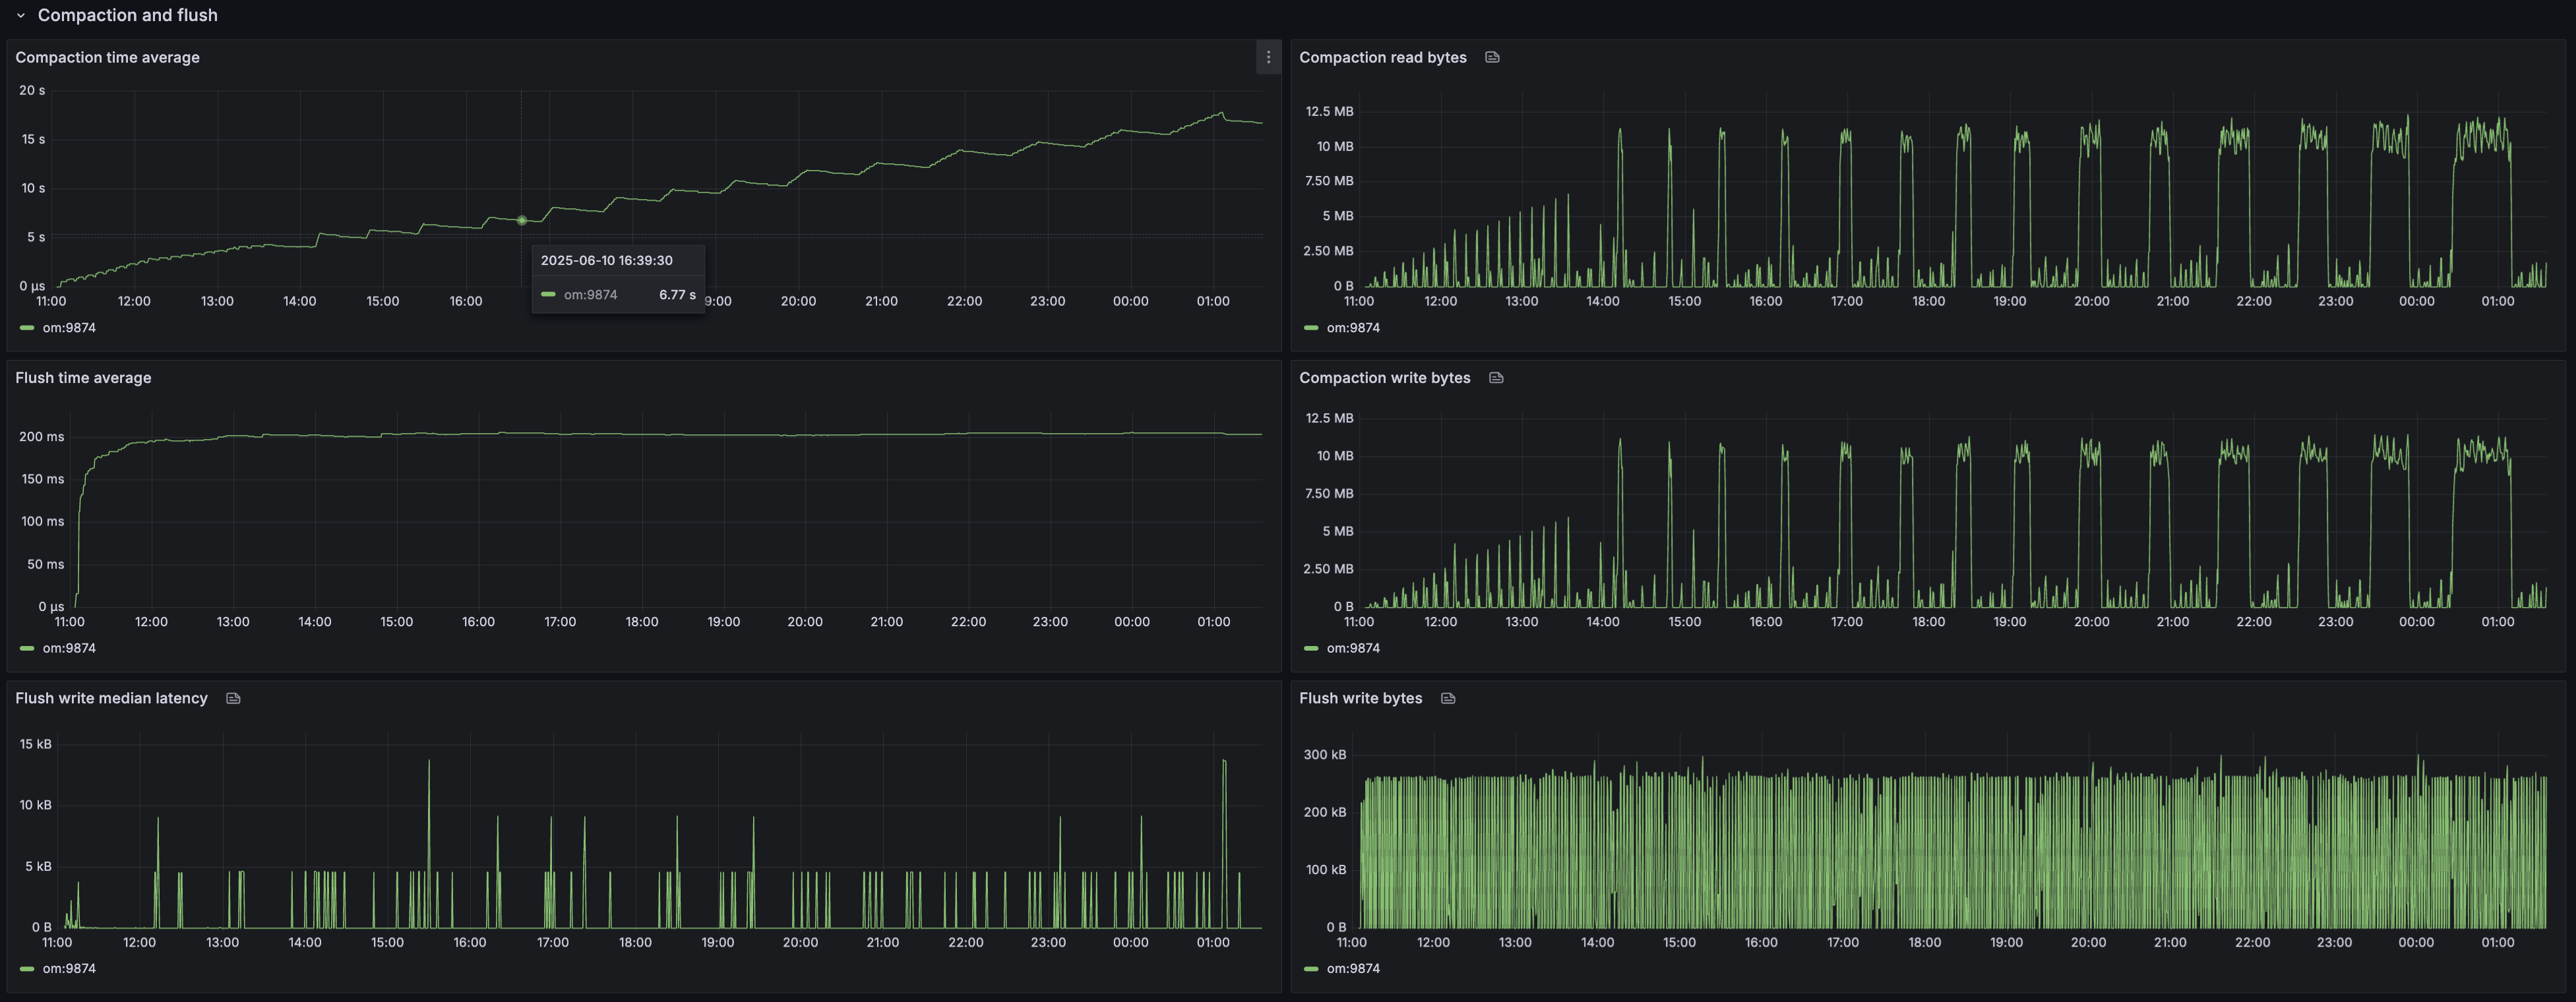 Compaction and flush
Compaction time average
20 s
15 s
10 s
5 s
0 µs
11:00 12:00 13:00 14:00 15:00 16:00 9:00 20:00 21:00 22:00 23:00 00:00 01:00
2025-06-10 16:39:30
om:9874 6.77 s
om:9874
Compaction read bytes
12.5 MB
10 MB
7.50 MB
5 MB
2.50 MB
0 B
11:00 12:00 13:00 14:00 15:00 16:00 17:00 18:00 19:00 20:00 21:00 22:00 23:00 00:00 01:00
om:9874
Flush time average
200 ms
150 ms
100 ms
50 ms
0 µs
11:00 12:00 13:00 14:00 15:00 16:00 17:00 18:00 19:00 20:00 21:00 22:00 23:00 00:00 01:00
om:9874
Compaction write bytes
12.5 MB
10 MB
7.50 MB
5 MB
2.50 MB
0 B
11:00 12:00 13:00 14:00 15:00 16:00 17:00 18:00 19:00 20:00 21:00 22:00 23:00 00:00 01:00
om:9874
Flush write median latency
15 kB
10 kB
5 kB
0 B
11:00 12:00 13:00 14:00 15:00 16:00 17:00 18:00 19:00 20:00 21:00 22:00 23:00 00:00 01:00
om:9874
Flush write bytes
300 kB
200 kB
100 kB
0 B
11:00 12:00 13:00 14:00 15:00 16:00 17:00 18:00 19:00 20:00 21:00 22:00 23:00 00:00 01:00
om:9874